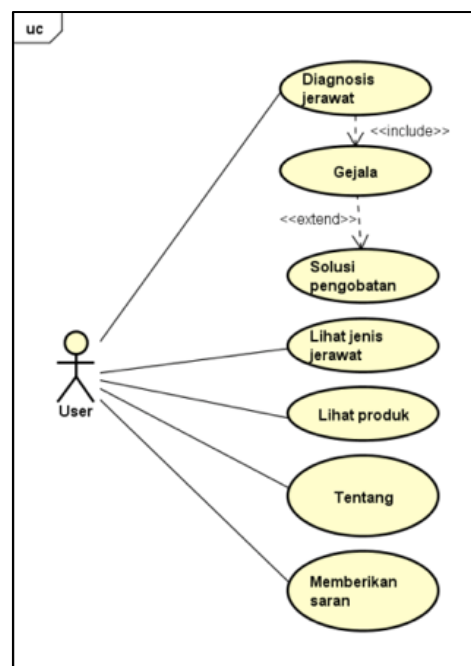 uc
Diagnosis
jerawat
<<include>>
Gejala
<<extend>>
Solusi
pengobatan
Lihat jenis
jerawat
User
Lihat produk
Tentang
Memberikan
saran